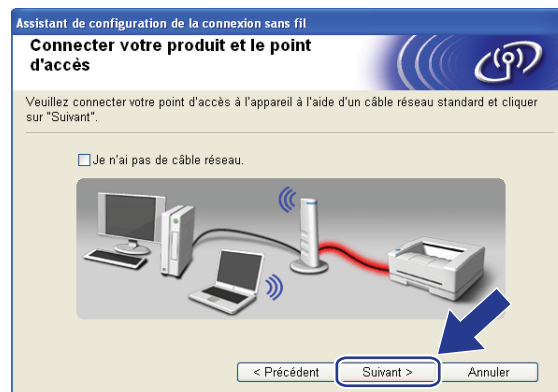 Assistant de configuration de la connexion sans fil
Connecter votre produit et le point
d'accès
Veuillez connecter votre point d'accès à l'appareil à l'aide d'un câble réseau standard et cliquer
sur "Suivant".
Je n'ai pas de câble réseau.
< Précédent Suivant > Annuler